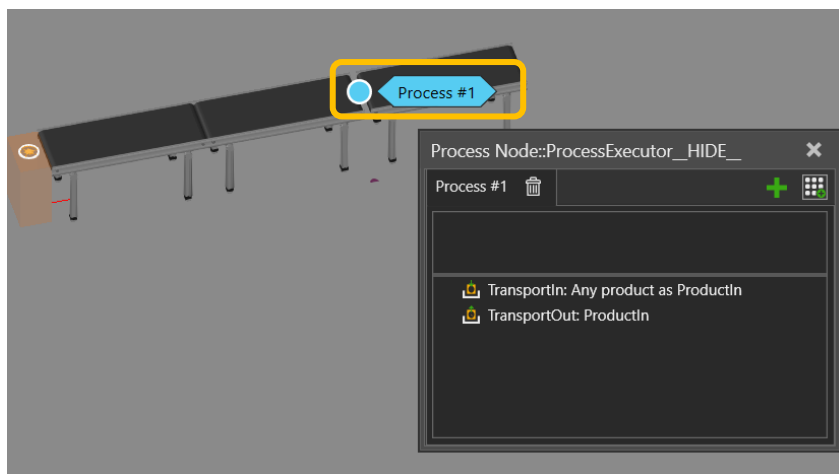 Process #1
Process Node::ProcessExecutor__HIDE__
Process #1
TransportIn: Any product as ProductIn
TransportOut: ProductIn